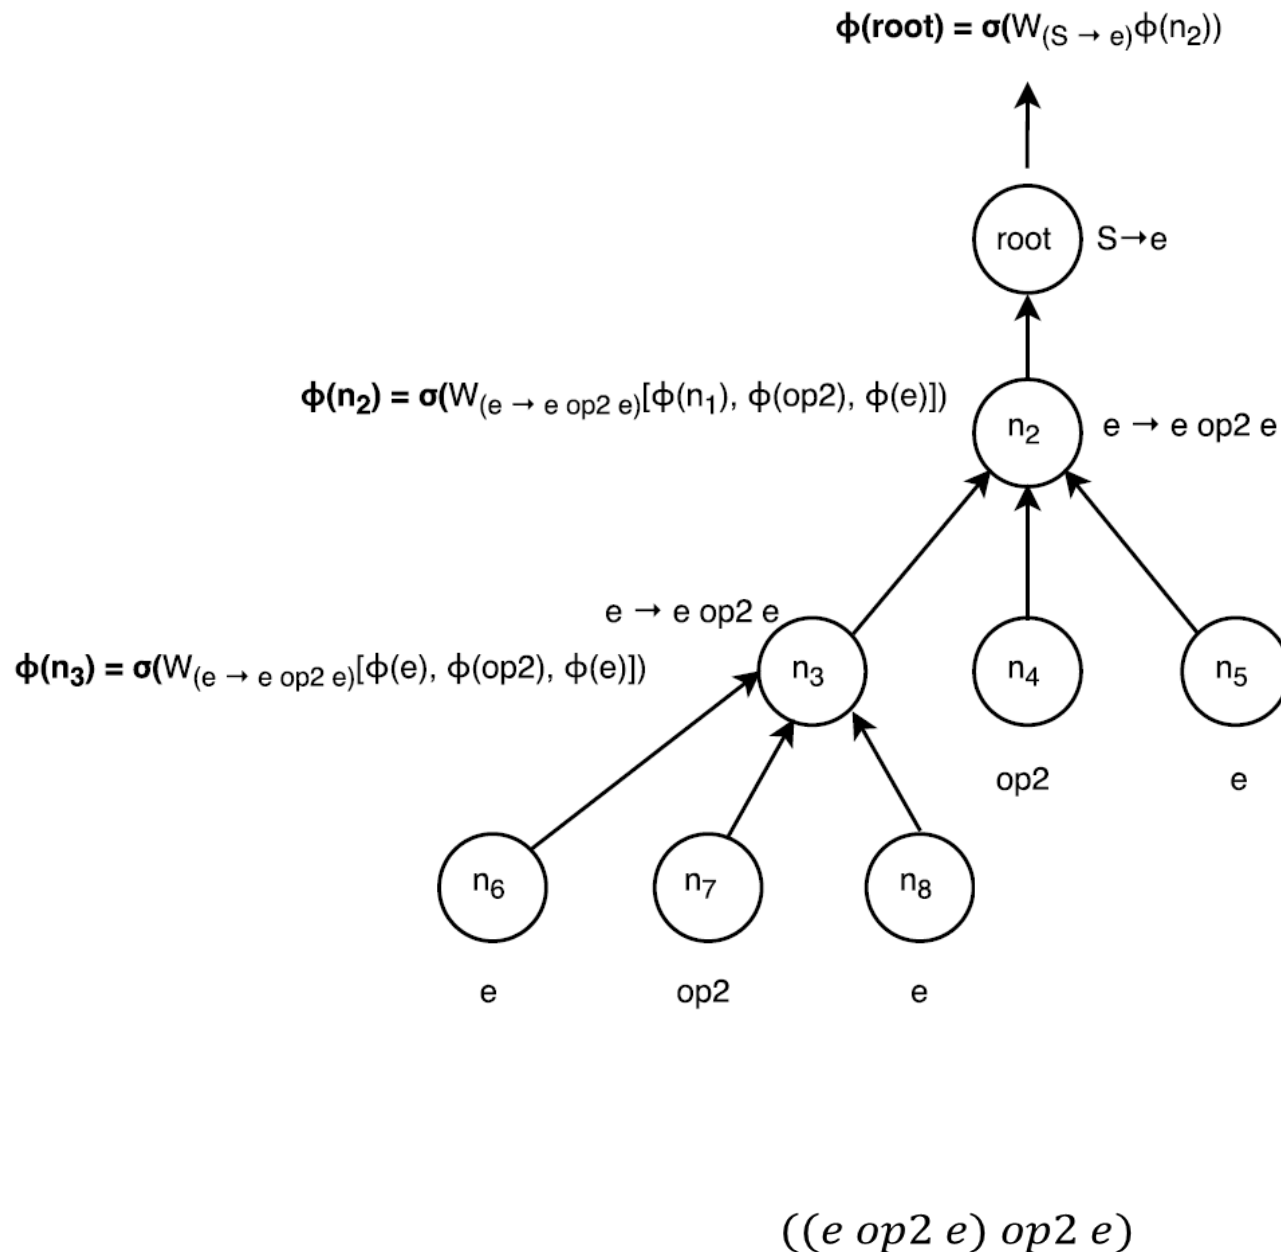 ϕ(root) = σ(W(S → e)ϕ(n2))
root S→e
ϕ(n2) = σ(W(e → e op2 e)[ϕ(n1), ϕ(op2), ϕ(e)])
n2 e → e op2 e
e → e op2 e
ϕ(n3) = σ(W(e → e op2 e)[ϕ(e), ϕ(op2), ϕ(e)])
n3 n4 n5
op2 e
n6 n7 n8
e op2 e
((e op2 e) op2 e)